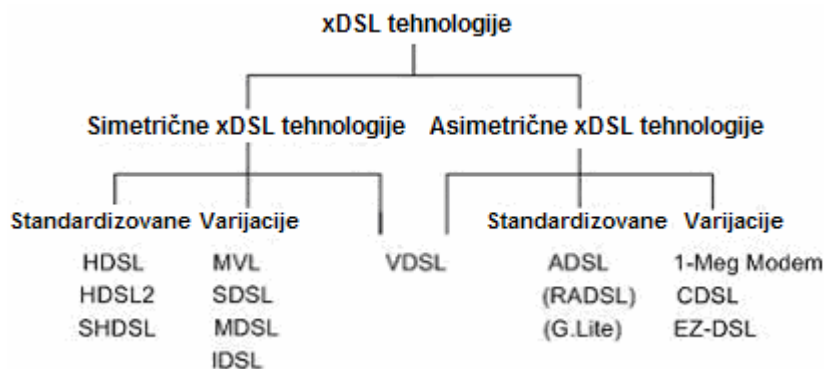 xDSL tehnologije
Simetrične xDSL tehnologije Asimetrične xDSL tehnologije
Standardizovane Varijacije Standardizovane Varijacije
HDSL MVL VDSL ADSL 1-Meg Modem
HDSL2 SDSL (RADSL) CDSL
SHDSL MDSL (G.Lite) EZ-DSL
IDSL